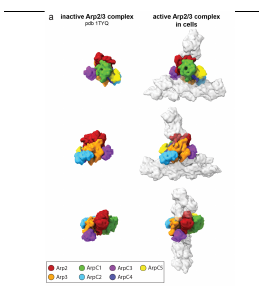 a inactive Arp2/3 complex active Arp2/3 complex
pdb 1TYQ in cells
Arp2 ArpC1 ArpC3 ArpC5
Arp3 ArpC2 ArpC4